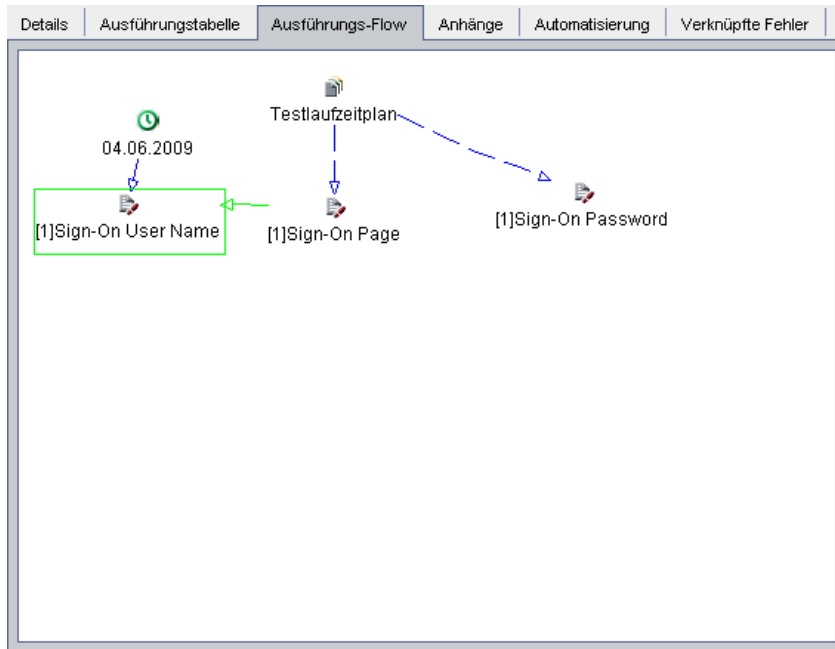 Details
Ausführungstabelle
Ausführungs-Flow
Anhänge
Automatisierung
Verknüpfte Fehler
Testlaufzeitplan
04.06.2009
[1]Sign-On User Name
[1]Sign-On Page
[1]Sign-On Password